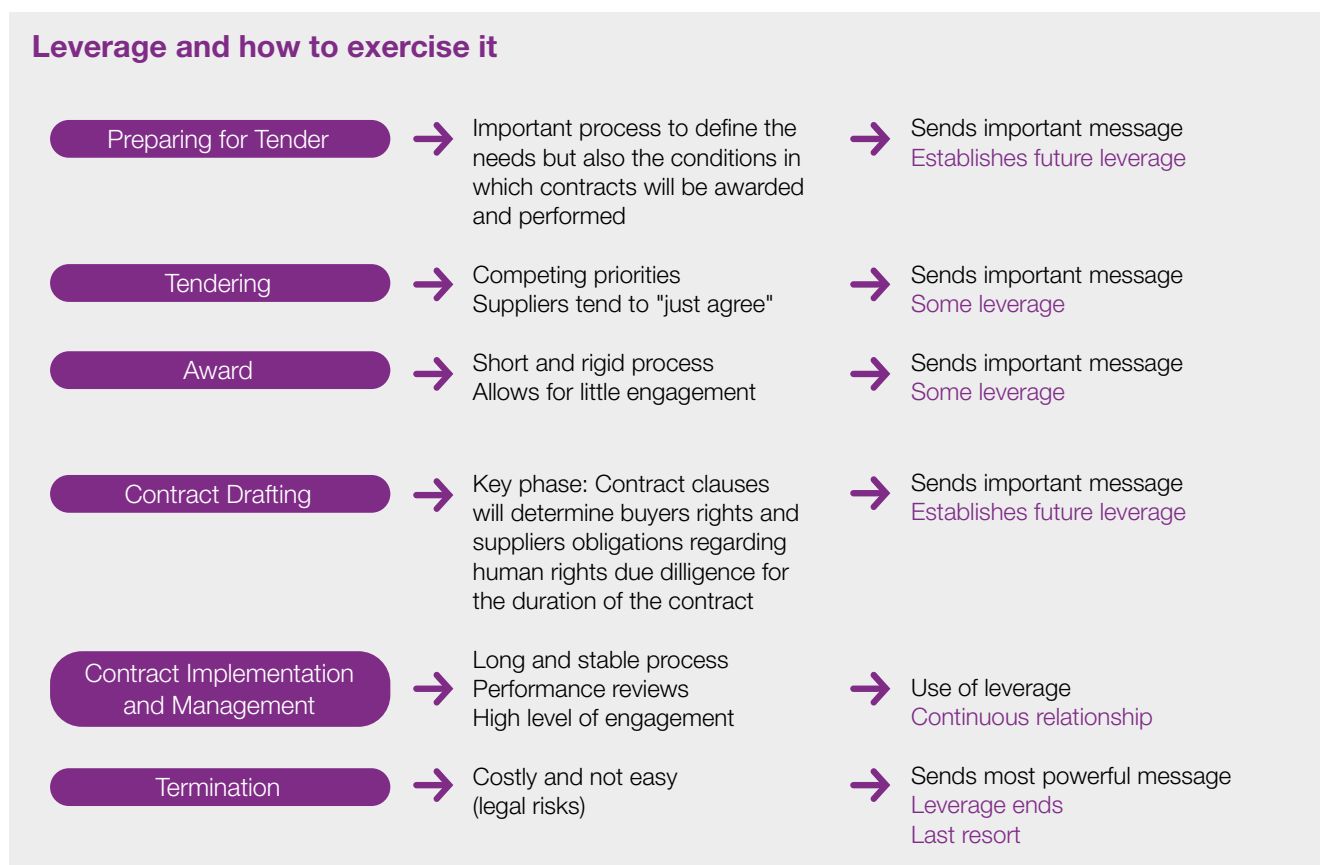 Leverage and how to exercise it
Preparing for Tender
Important process to define the
needs but also the conditions in
which contracts will be awarded
and performed
Sends important message
Establishes future leverage
Tendering
Competing priorities
Suppliers tend to "just agree"
Sends important message
Some leverage
Award
Short and rigid process
Allows for little engagement
Sends important message
Some leverage
Contract Drafting
Key phase: Contract clauses
will determine buyers rights and
suppliers obligations regarding
human rights due dilligence for
the duration of the contract
Sends important message
Establishes future leverage
Contract Implementation
and Management
Long and stable process
Performance reviews
High level of engagement
Use of leverage
Continuous relationship
Termination
Costly and not easy
(legal risks)
Sends most powerful message
Leverage ends
Last resort